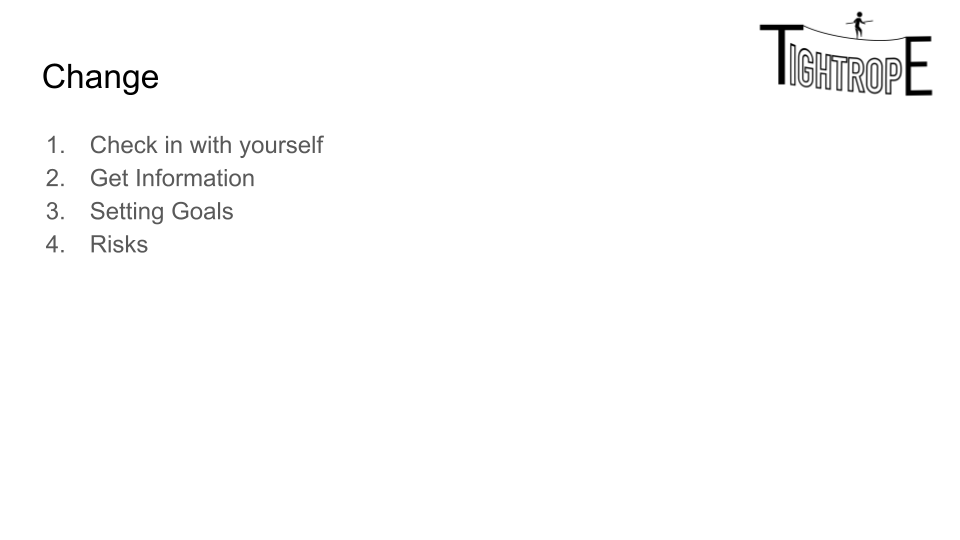 TIGHTROPE
Change
1. Check in with yourself
2. Get Information
3. Setting Goals
4. Risks